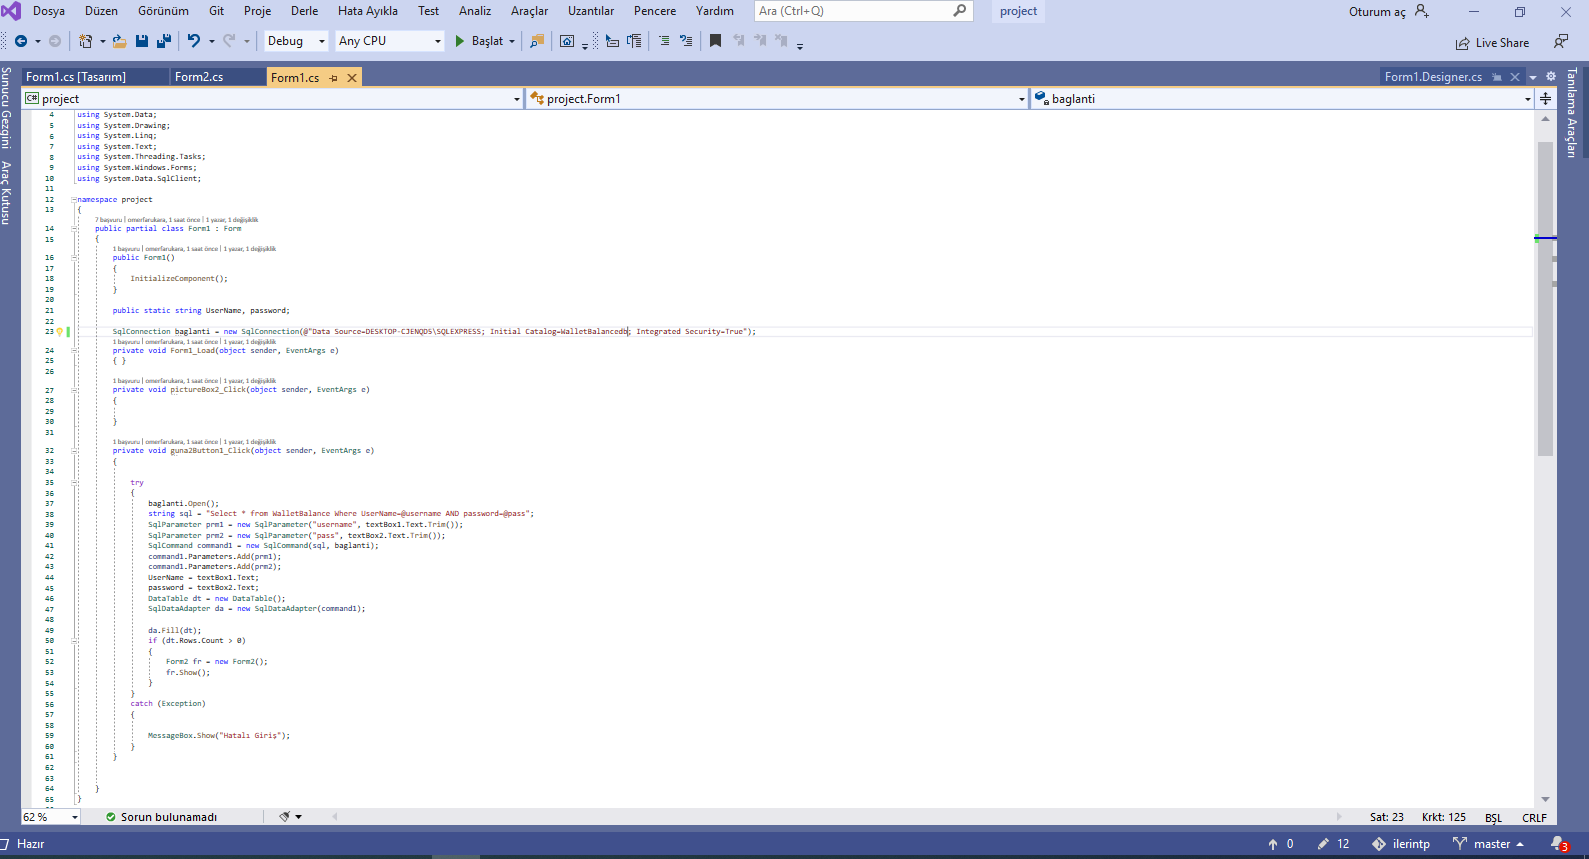 Dosya Düzen Görünüm Git Proje Derle Hata Ayıkla Test Analiz Araçlar Uzantılar Pencere Yardım Ara (Ctrl+Q) project Oturum aç
Debug Any CPU Başlat Live Share
Sunucu Gezgini
Araç Kutusu
Form1.cs [Tasarım] Form2.cs Form1.cs Form1.Designer.cs
Tanılama Araçları
C# project project.Form1 baglanti
4 using System.Data;
5 using System.Drawing;
6 using System.Linq;
7 using System.Text;
8 using System.Threading.Tasks;
9 using System.Windows.Forms;
10 using System.Data.SqlClient;
11
12 namespace project
13 {
7 başvuru | omerfarukara, 1 saat önce | 1 yazar, 1 değişiklik
14 public partial class Form1 : Form
15 {
1 başvuru | omerfarukara, 1 saat önce | 1 yazar, 1 değişiklik
16 public Form1()
17 {
18 InitializeComponent();
19 }
20
21 public static string UserName, password;
22
23 SqlConnection baglanti = new SqlConnection(@"Data Source=DESKTOP-CJENQDS\SQLEXPRESS; Initial Catalog=WalletBalancedb; Integrated Security=True");
1 başvuru | omerfarukara, 1 saat önce | 1 yazar, 1 değişiklik
24 private void Form1_Load(object sender, EventArgs e)
25 { }
26
1 başvuru | omerfarukara, 1 saat önce | 1 yazar, 1 değişiklik
27 private void pictureBox2_Click(object sender, EventArgs e)
28 {
29
30 }
31
1 başvuru | omerfarukara, 1 saat önce | 1 yazar, 1 değişiklik
32 private void guna2Button1_Click(object sender, EventArgs e)
33 {
34
35 try
36 {
37 baglanti.Open();
38 string sql = "Select * from WalletBalance Where UserName=@username AND password=@pass";
39 SqlParameter prm1 = new SqlParameter("username", textBox1.Text.Trim());
40 SqlParameter prm2 = new SqlParameter("pass", textBox2.Text.Trim());
41 SqlCommand command1 = new SqlCommand(sql, baglanti);
42 command1.Parameters.Add(prm1);
43 command1.Parameters.Add(prm2);
44 UserName = textBox1.Text;
45 password = textBox2.Text;
46 DataTable dt = new DataTable();
47 SqlDataAdapter da = new SqlDataAdapter(command1);
48
49 da.Fill(dt);
50 if (dt.Rows.Count > 0)
51 {
52 Form2 fr = new Form2();
53 fr.Show();
54 }
55 }
56 catch (Exception)
57 {
58
59 MessageBox.Show("Hatalı Giriş");
60 }
61 }
62
63
64 }
65 }
62 % Sorun bulunamadı Sat: 23 Krkt: 125 BŞL CRLF
Hazır 0 12 ilerintp master 3